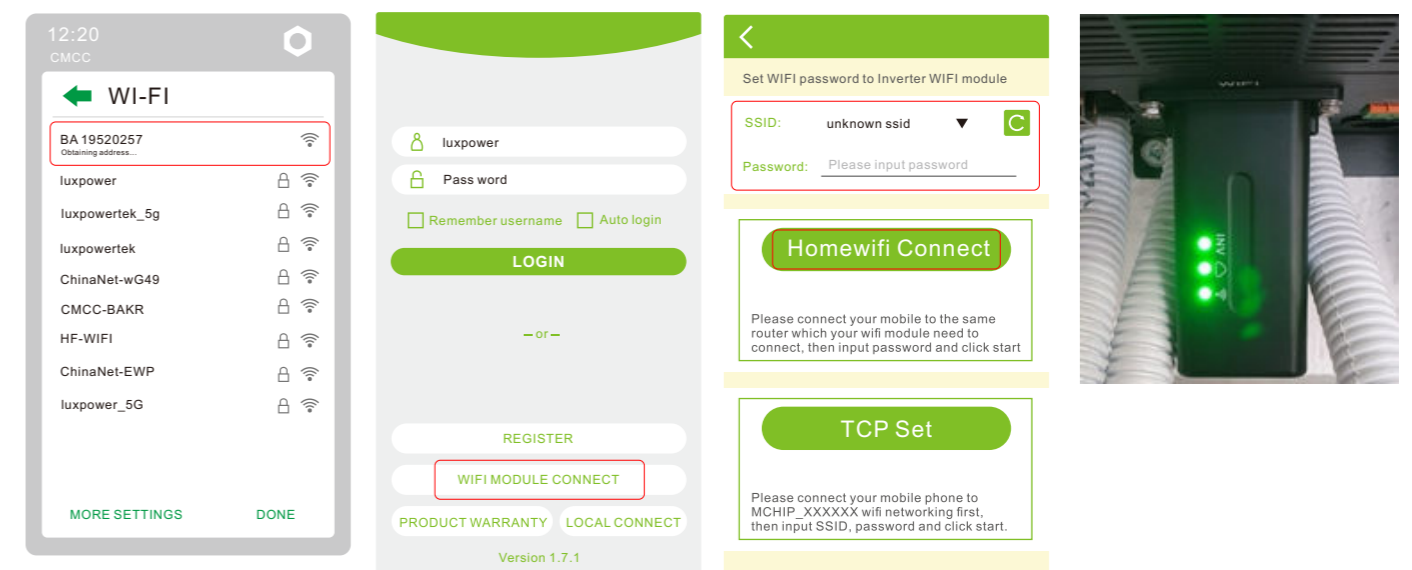 12:20
CMCC
WI-FI
BA 19520257
Obtaining address...
luxpower
luxpowertek_5g
luxpowertek
ChinaNet-wG49
CMCC-BAKR
HF-WIFI
ChinaNet-EWP
luxpower_5G
MORE SETTINGS
DONE
luxpower
Pass word
Remember username
Auto login
LOGIN
or
REGISTER
WIFI MODULE CONNECT
PRODUCT WARRANTY
LOCAL CONNECT
Version 1.7.1
Set WIFI password to Inverter WIFI module
SSID: unknown ssid
Password: Please input password
Homewifi Connect
Please connect your mobile to the same
router which your wifi module need to
connect, then input password and click start
TCP Set
Please connect your mobile phone to
MCHIP_XXXXXX wifi networking first,
then input SSID, password and click start.
WIFI
INV